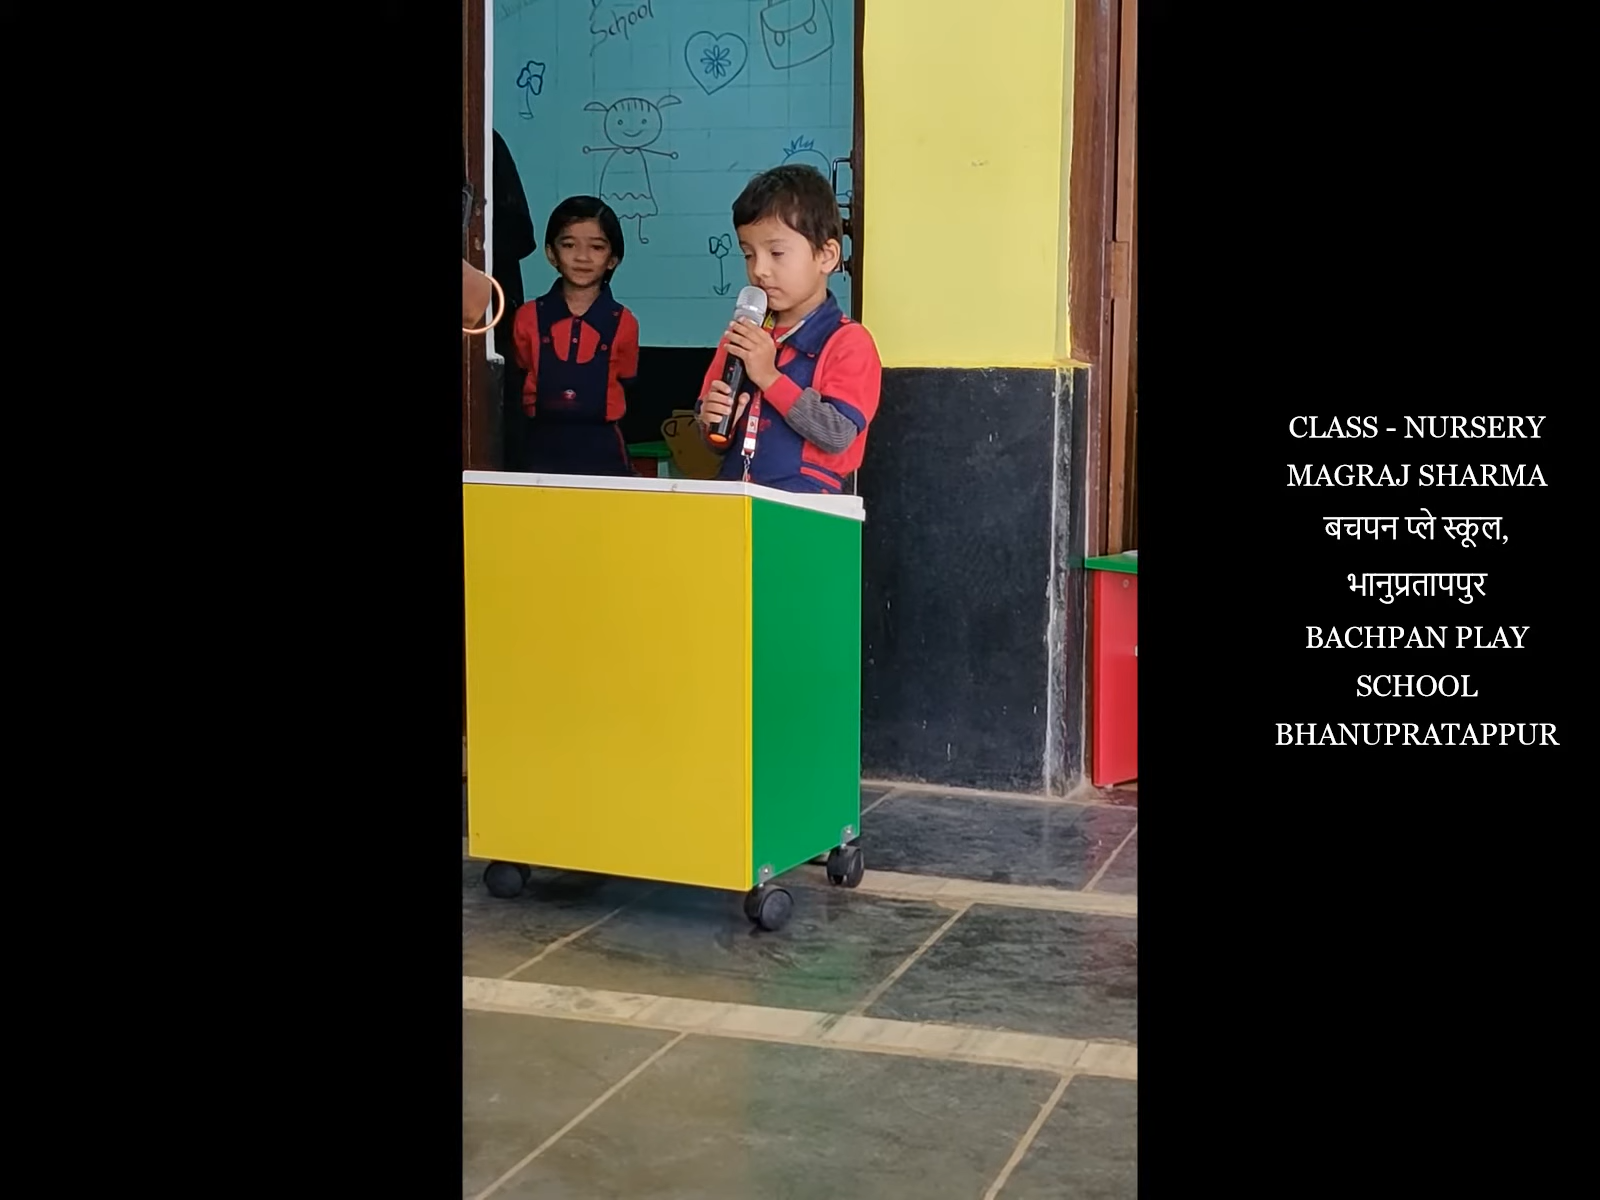 School
CLASS - NURSERY
MAGRAJ SHARMA
बचपन प्ले स्कूल,
भानुप्रतापपुर
BACHPAN PLAY
SCHOOL
BHANUPRATAPPUR